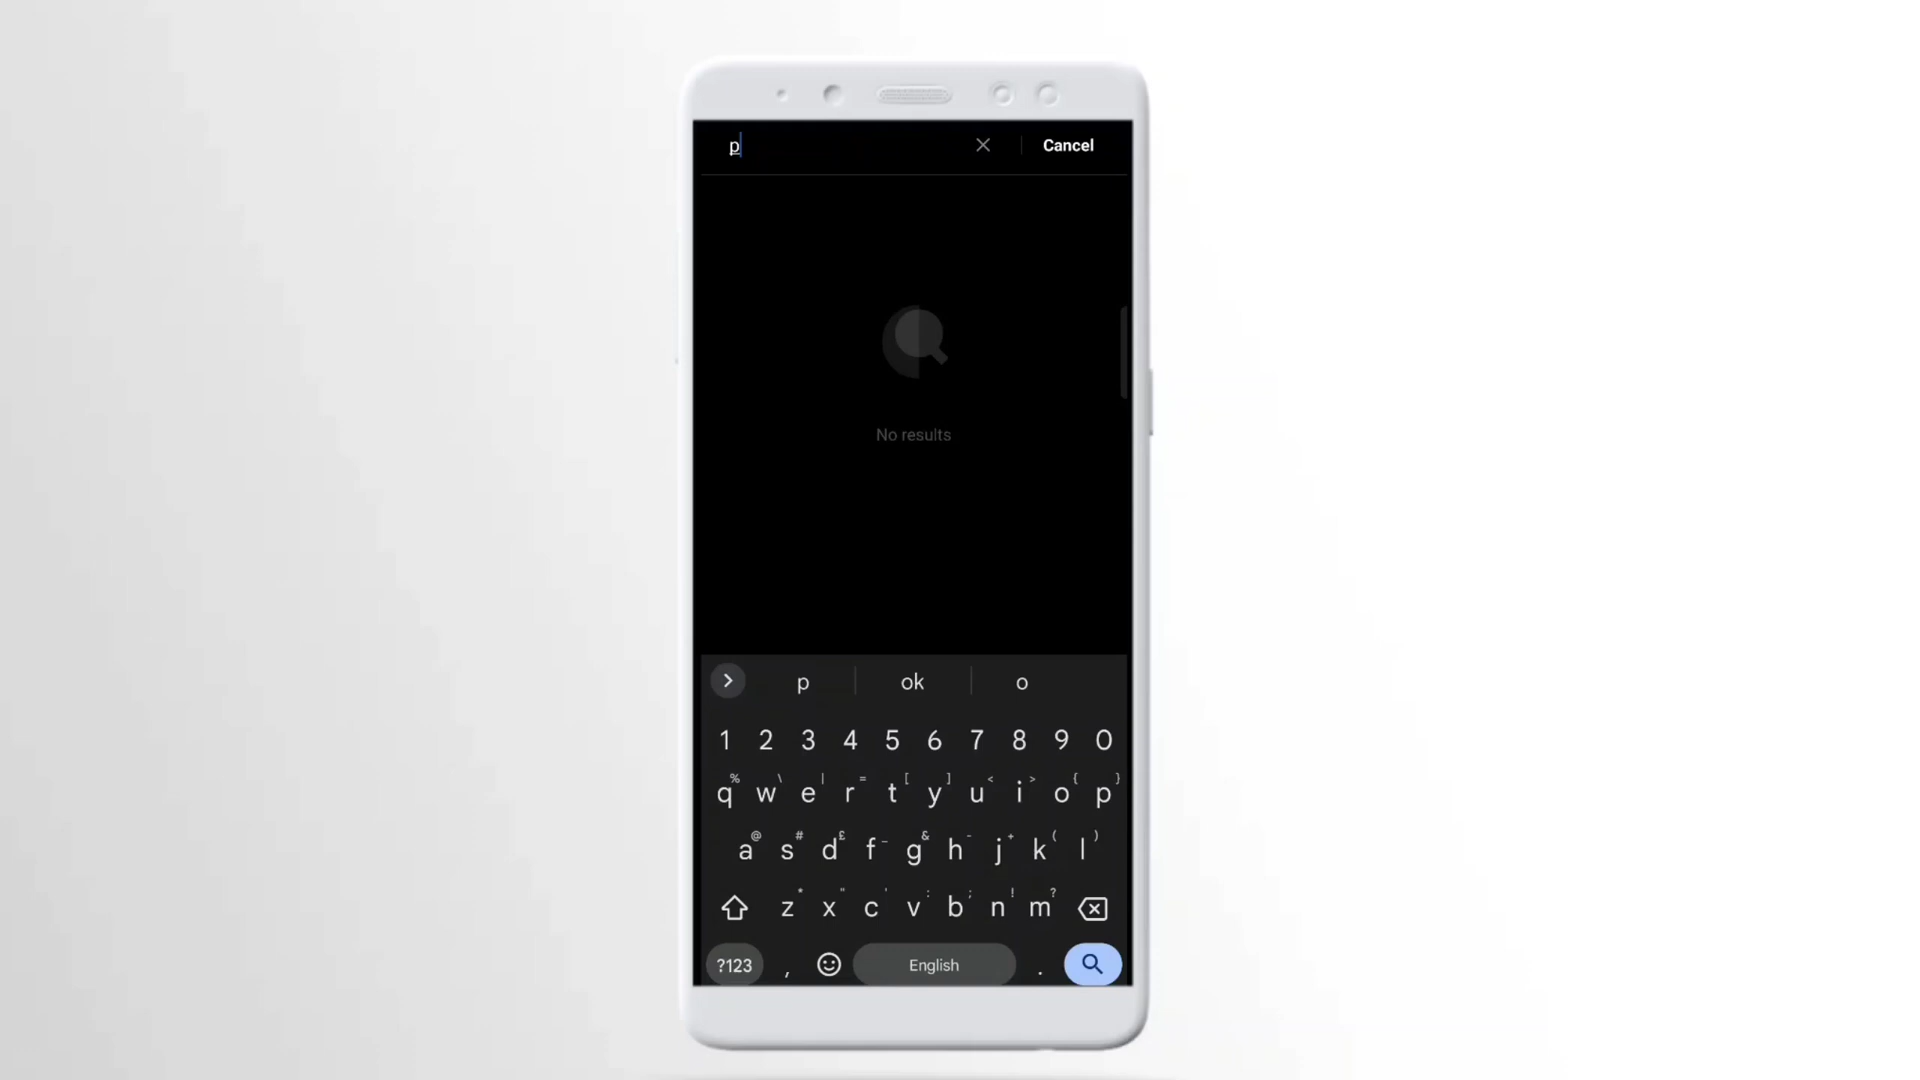 p Cancel
No results
p ok o
1 2 3 4 5 6 7 8 9 0
% \ | = [ ] < > { }
q w e r t y u i o p
@ # £ _ & - + ( )
a s d f g h j k l
* " ' : ; ! ?
z x c v b n m
?123 , English .